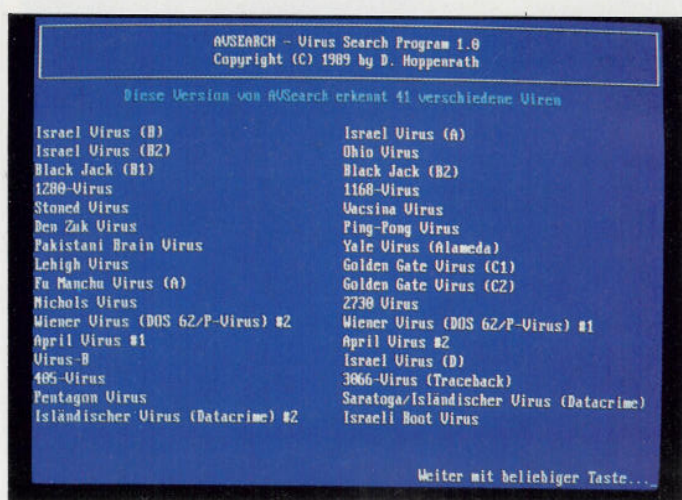 AVSEARCH - Virus Search Program 1.0
Copyright (C) 1989 by D. Hoppenrath
Diese Version von AVSearch erkennt 41 verschiedene Viren
Israel Virus (B) Israel Virus (A)
Israel Virus (B2) Ohio Virus
Black Jack (B1) Black Jack (B2)
1280-Virus 1168-Virus
Stoned Virus Vacsina Virus
Den Zuk Virus Ping-Pong Virus
Pakistani Brain Virus Yale Virus (Alameda)
Lehigh Virus Golden Gate Virus (C1)
Fu Manchu Virus (A) Golden Gate Virus (C2)
Nichols Virus 2730 Virus
Wiener Virus (DOS 62/P-Virus) #2 Wiener Virus (DOS 62/P-Virus) #1
April Virus #1 April Virus #2
Virus-B Israel Virus (D)
405-Virus 3066-Virus (Traceback)
Pentagon Virus Saratoga/Isländischer Virus (Datacrime)
Isländischer Virus (Datacrime) #2 Israeli Boot Virus
Weiter mit beliebiger Taste..._